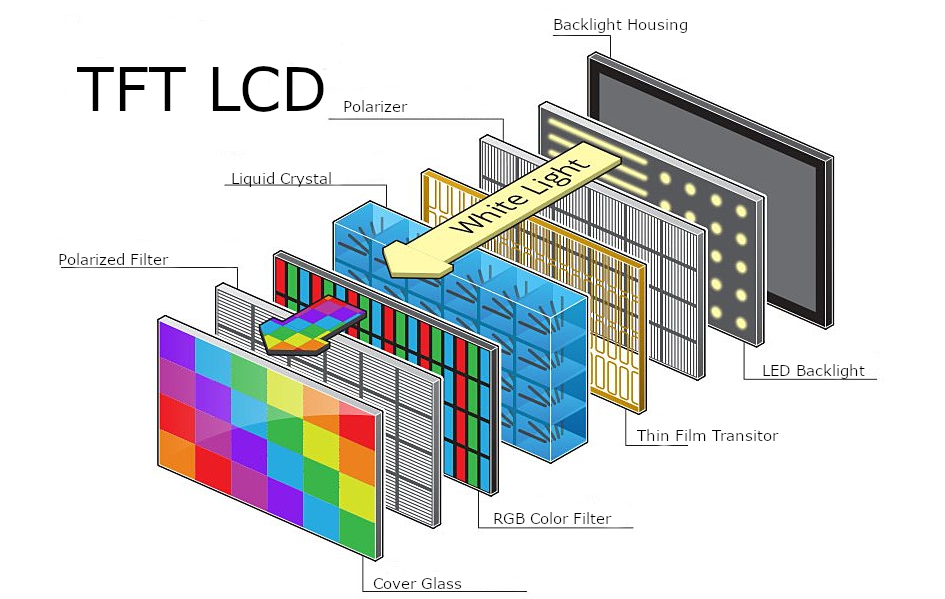 Backlight Housing
TFT LCD
Polarizer
White Light
Liquid Crystal
Polarized Filter
LED Backlight
Thin Film Transitor
RGB Color Filter
Cover Glass